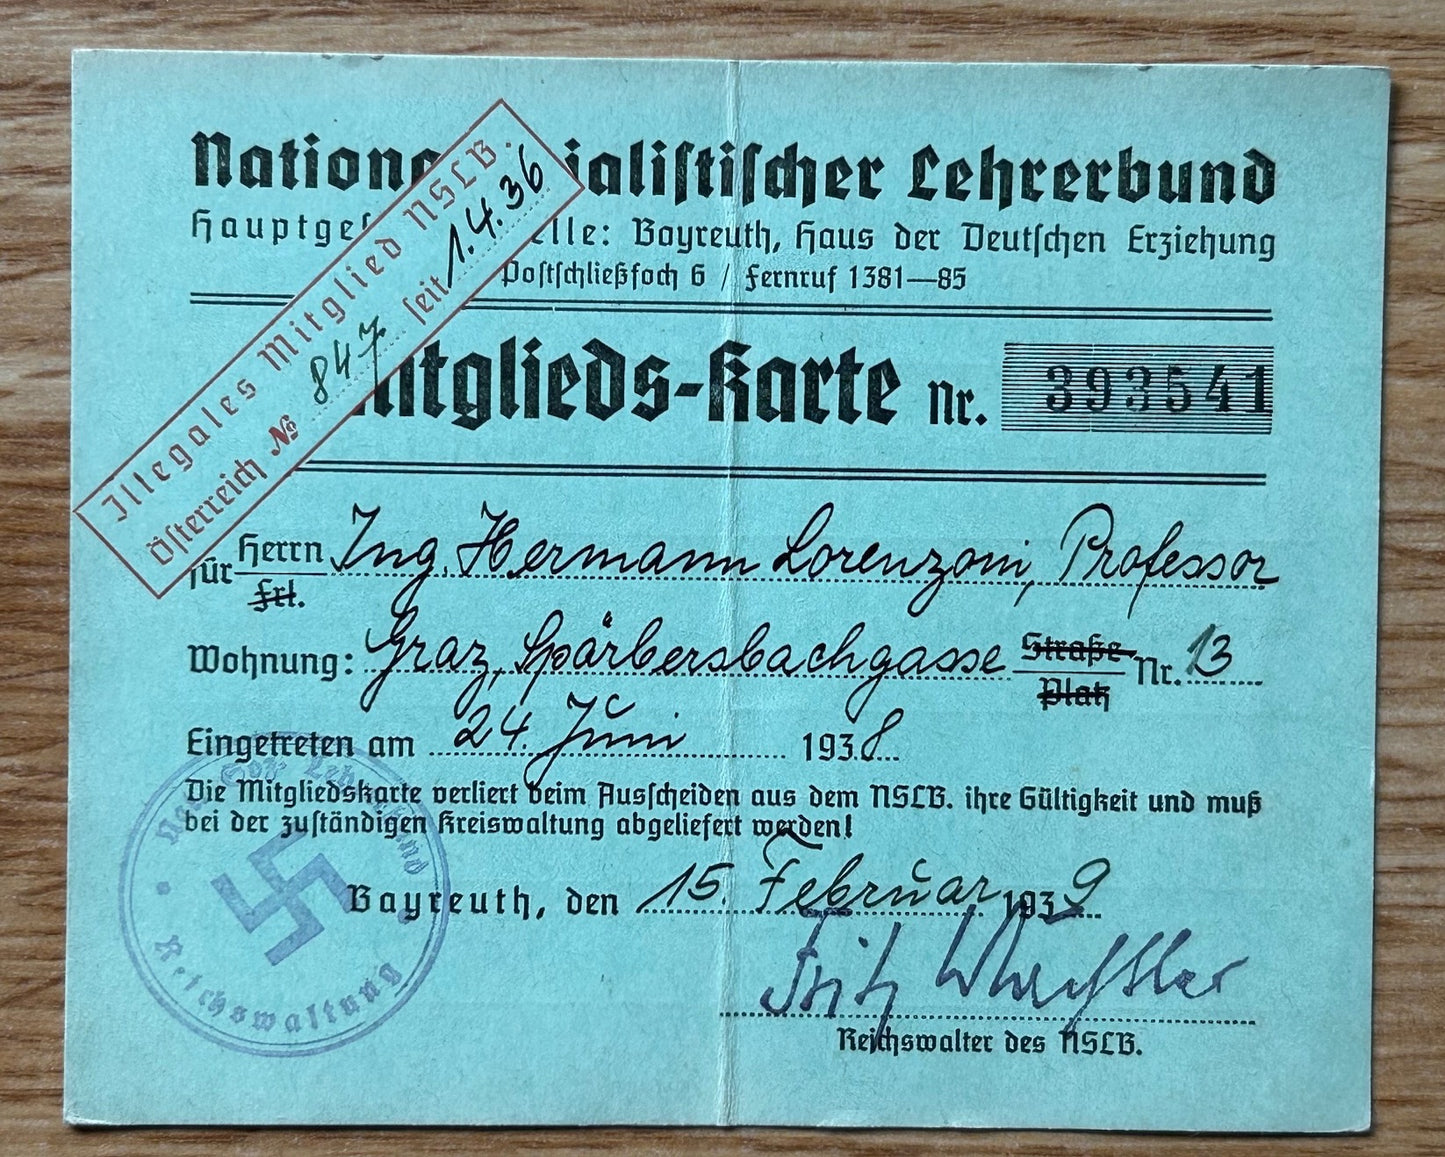 Nationalsozialistischer Lehrerbund
Hauptgeschäftsstelle: Bayreuth, Haus der Deutschen Erziehung
Postschließfach 6 / Fernruf 1381—85
Illegales Mitglied NSLB.
Österreich № 847 seit 1.4.36
Mitglieds-Karte Nr. 393541
für Herrn Ing. Hermann Lorenzoni, Professor
Frl.
Wohnung: Graz, Spärbersbachgasse Straße Nr. 13
Platz
Eingetreten am 24. Juni 1938
Die Mitgliedskarte verliert beim Ausscheiden aus dem NSLB. ihre Gültigkeit und muß
bei der zuständigen Kreiswaltung abgeliefert werden!
Bayreuth, den 15. Februar 1939
Nat. Soz. Lehrerbund
Reichswaltung
Fritz Wächtler
Reichswalter des NSLB.